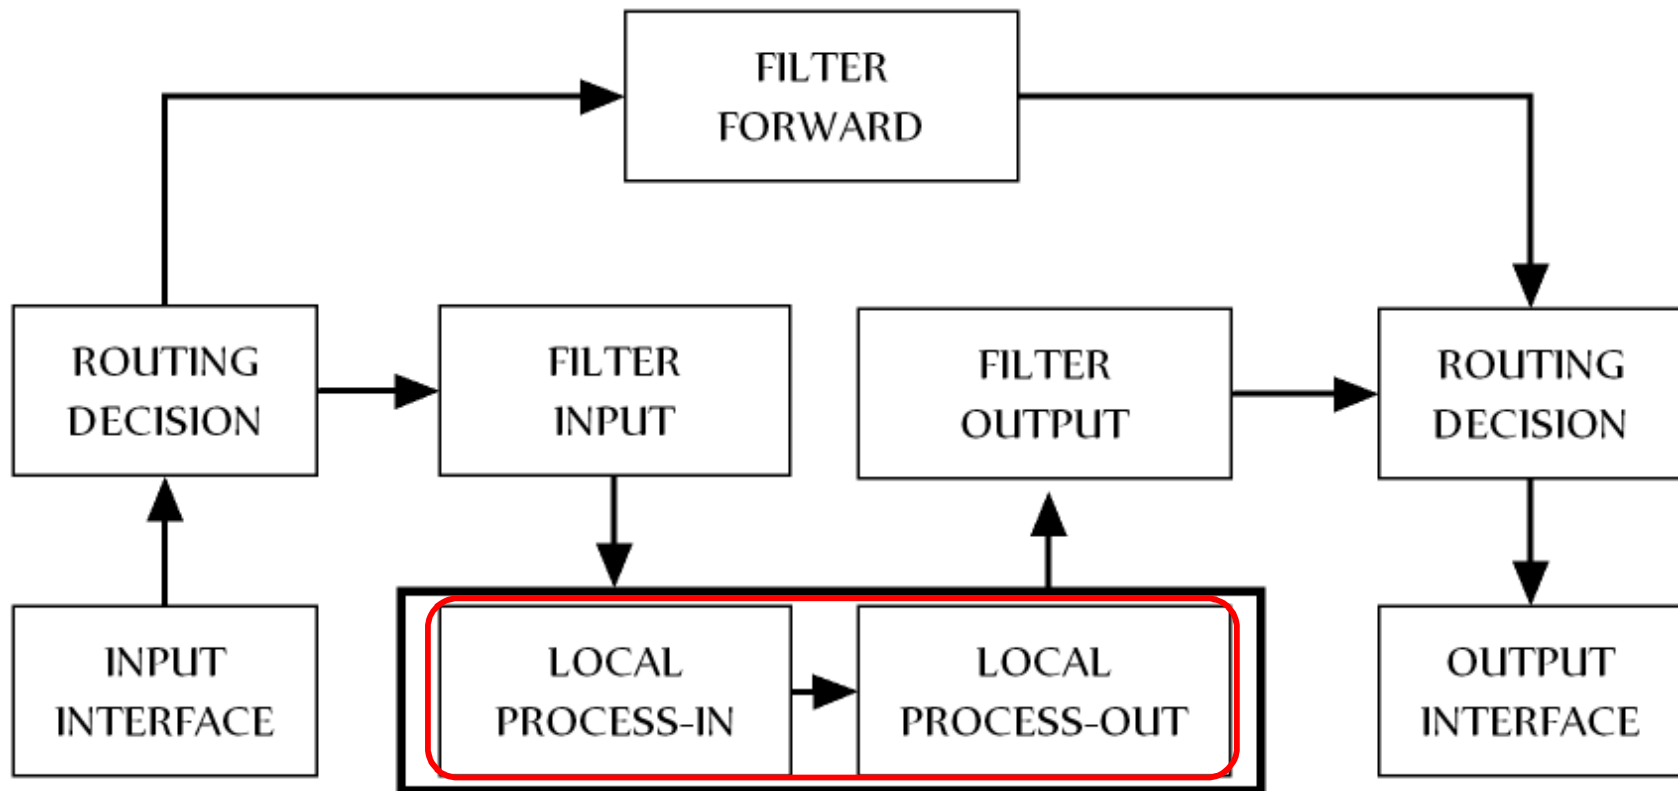 FILTER
FORWARD
ROUTING
DECISION
FILTER
INPUT
FILTER
OUTPUT
ROUTING
DECISION
INPUT
INTERFACE
LOCAL
PROCESS-IN
LOCAL
PROCESS-OUT
OUTPUT
INTERFACE